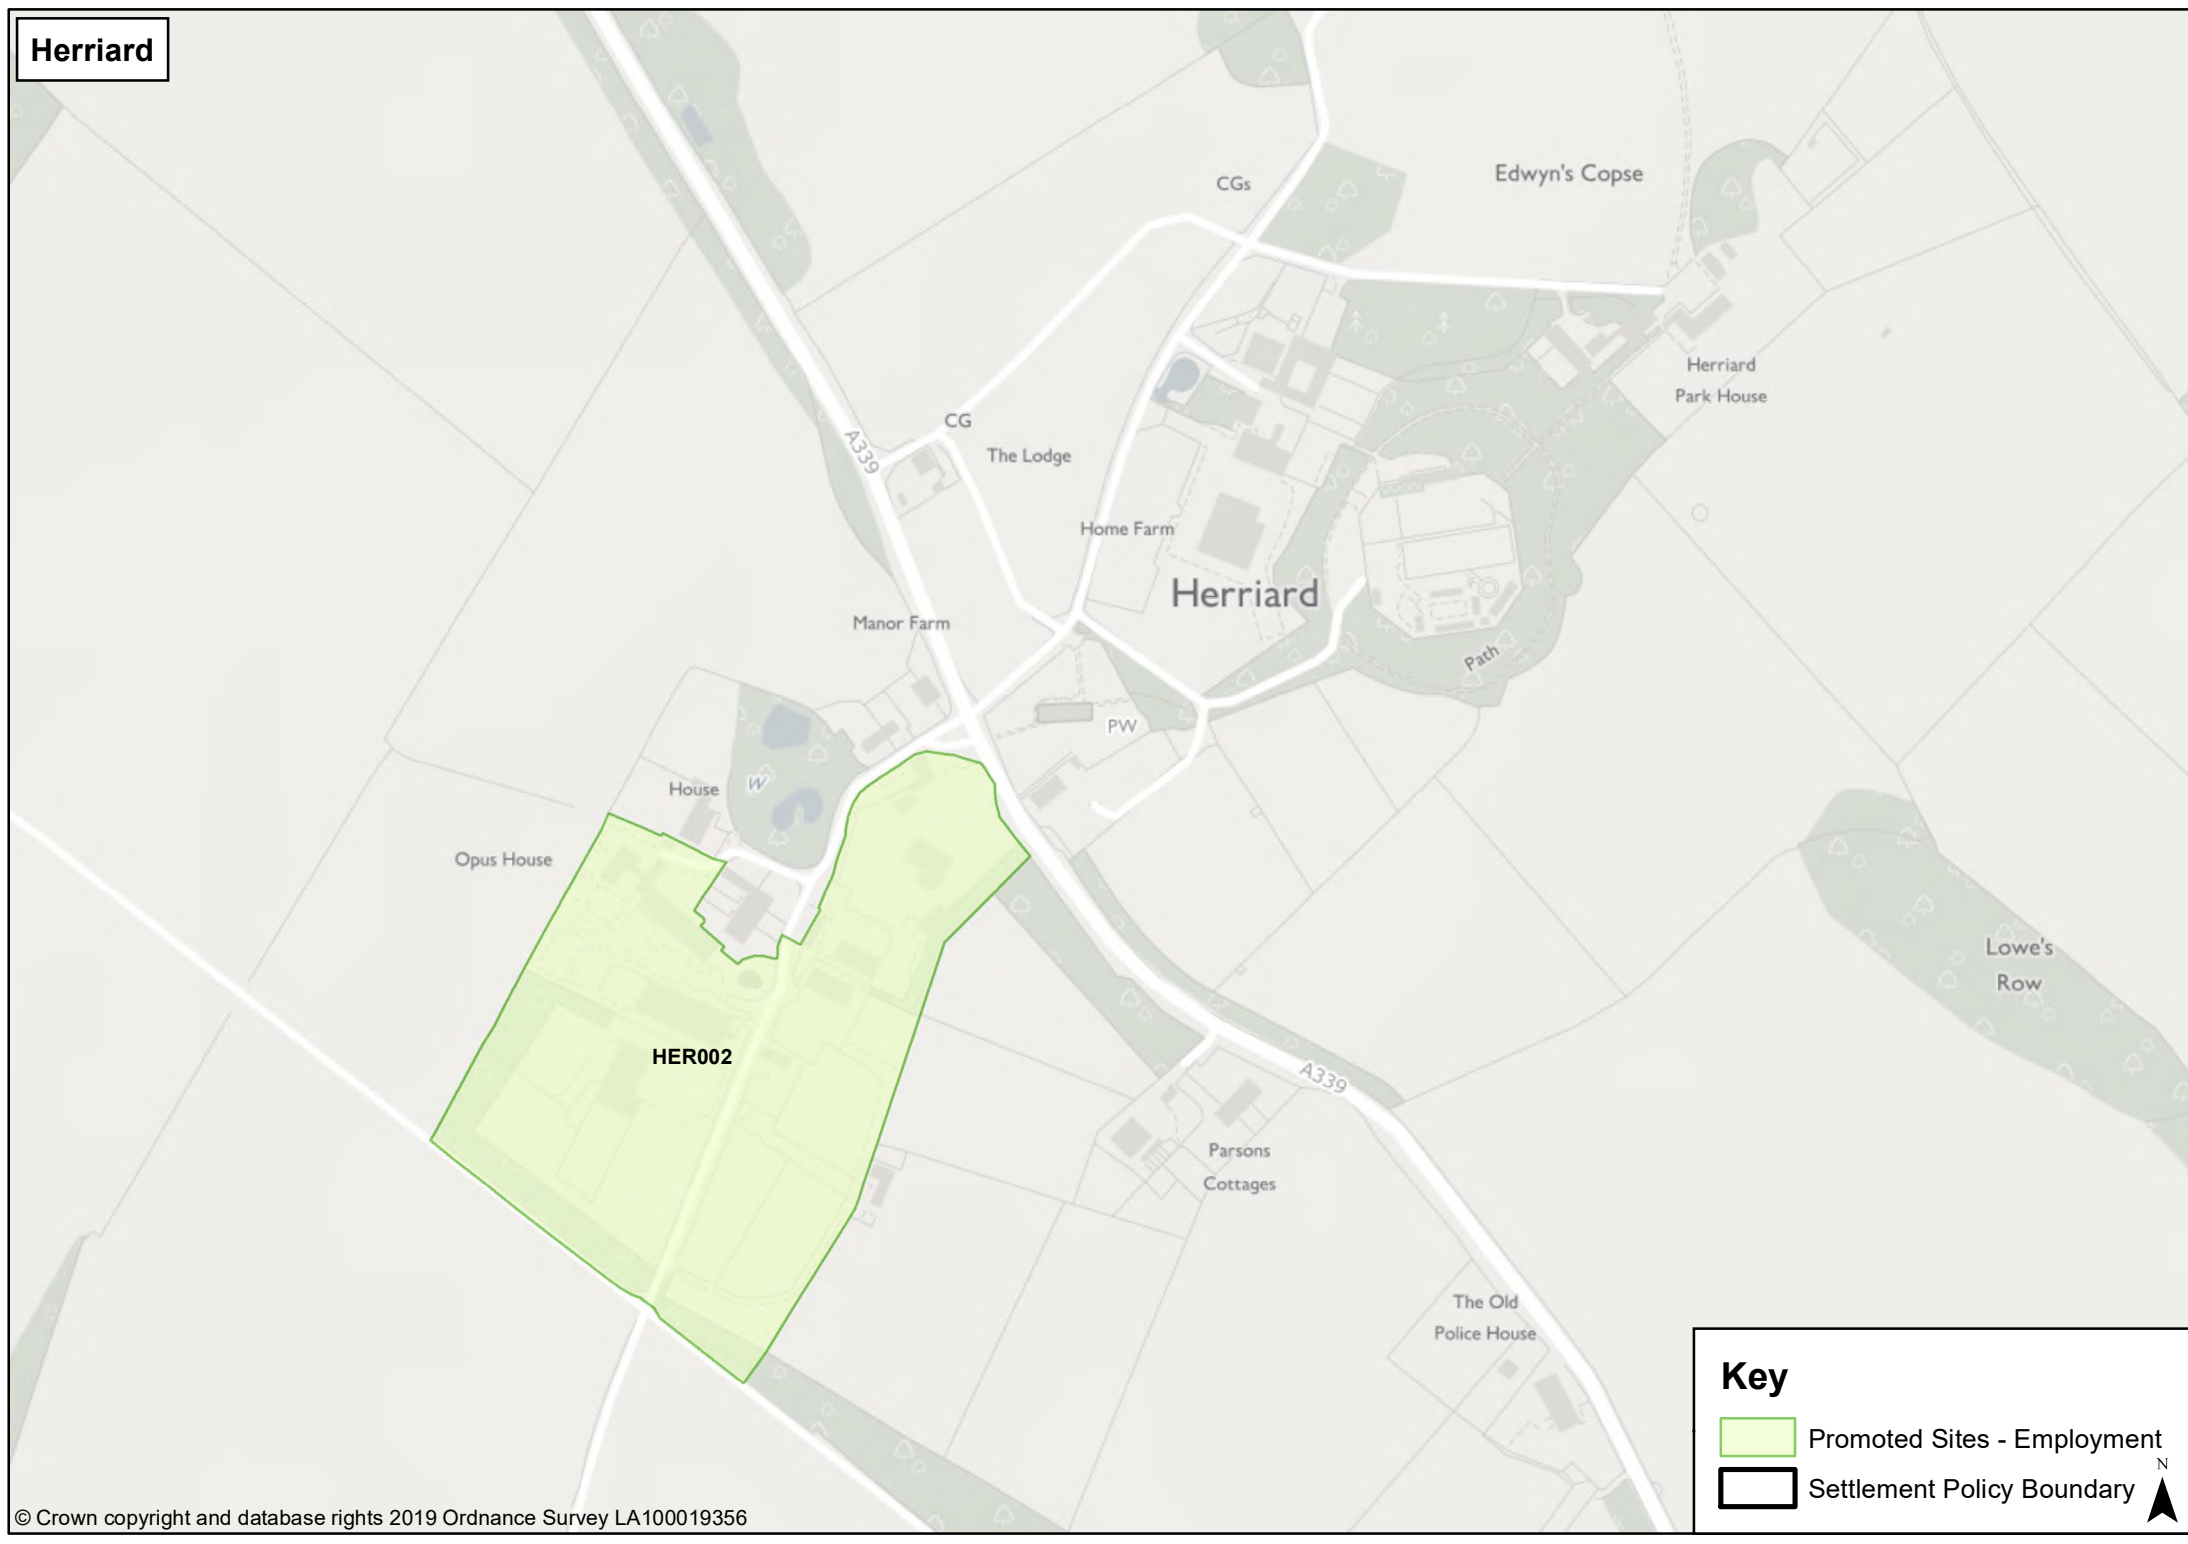 Herriard
CGs
Edwyn's Copse
Herriard
Park House
A339
CG
The Lodge
Home Farm
Herriard
Manor Farm
Path
PW
House
W
Opus House
Lowe's
Row
HER002
A339
Parsons
Cottages
The Old
Police House
Key
Promoted Sites - Employment
Settlement Policy Boundary
N
© Crown copyright and database rights 2019 Ordnance Survey LA100019356